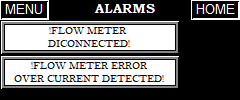 MENU ALARMS HOME
!FLOW METER
DICONNECTED!
!FLOW METER ERROR
OVER CURRENT DETECTED!